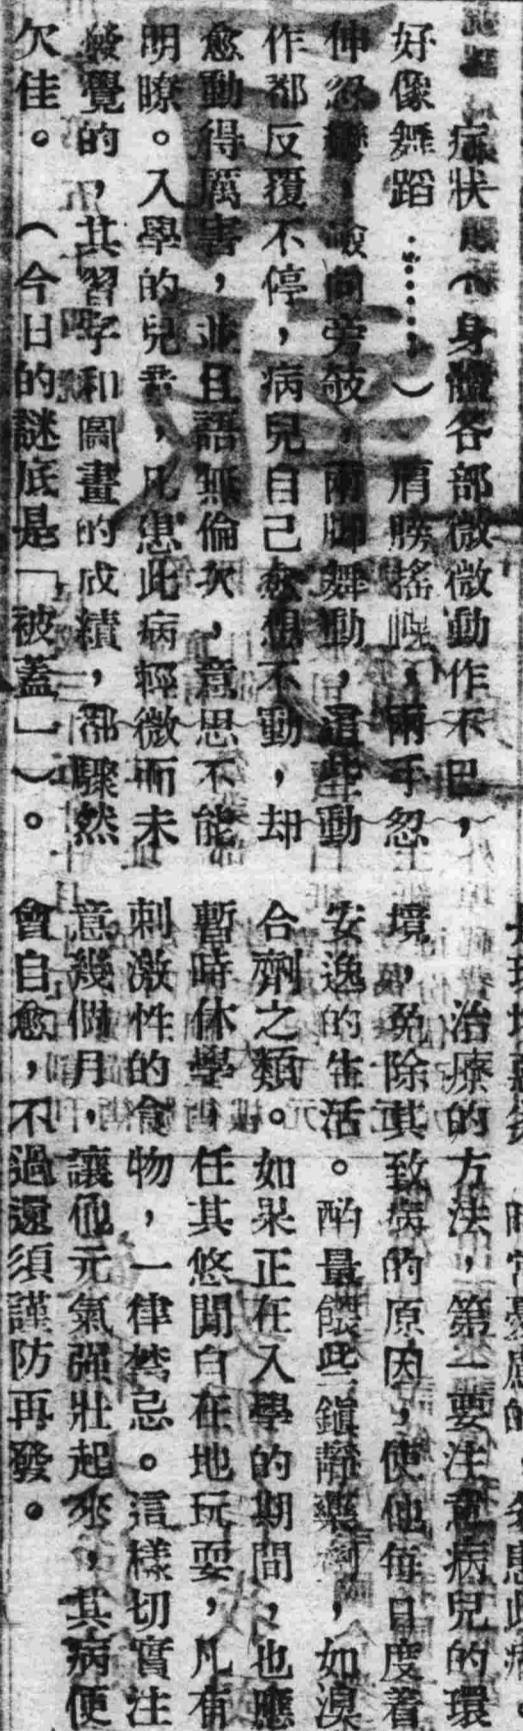 症狀（身體各部微微動作不巴，
好像舞蹈……）肩膀搖幌，兩手忽
伸忽彎，或向旁敧，兩脚舞動，這些動
作都反覆不停，病兒自己愈想不動，却
愈動得厲害，並且語無倫次，意思不能
明瞭。入學的兒童，凡患此病輕微而未
發覺的，其習字和圖畫的成績，都驟然
欠佳。（今日的謎底是「被蓋」）。
治療的方法，第一要注意病兒的環
境，免除其致病的原因，使他每日度着
安逸的生活。酌量餵些鎮靜藥劑，如溴
合劑之類。如果正在入學的期間，也應
暫時休學，任其悠閒自在地玩耍，凡有
刺激性的食物，一律禁忌。這樣切實注
意幾個月，讓他元氣强壯起來，其病便
會自愈，不過還須謹防再發。